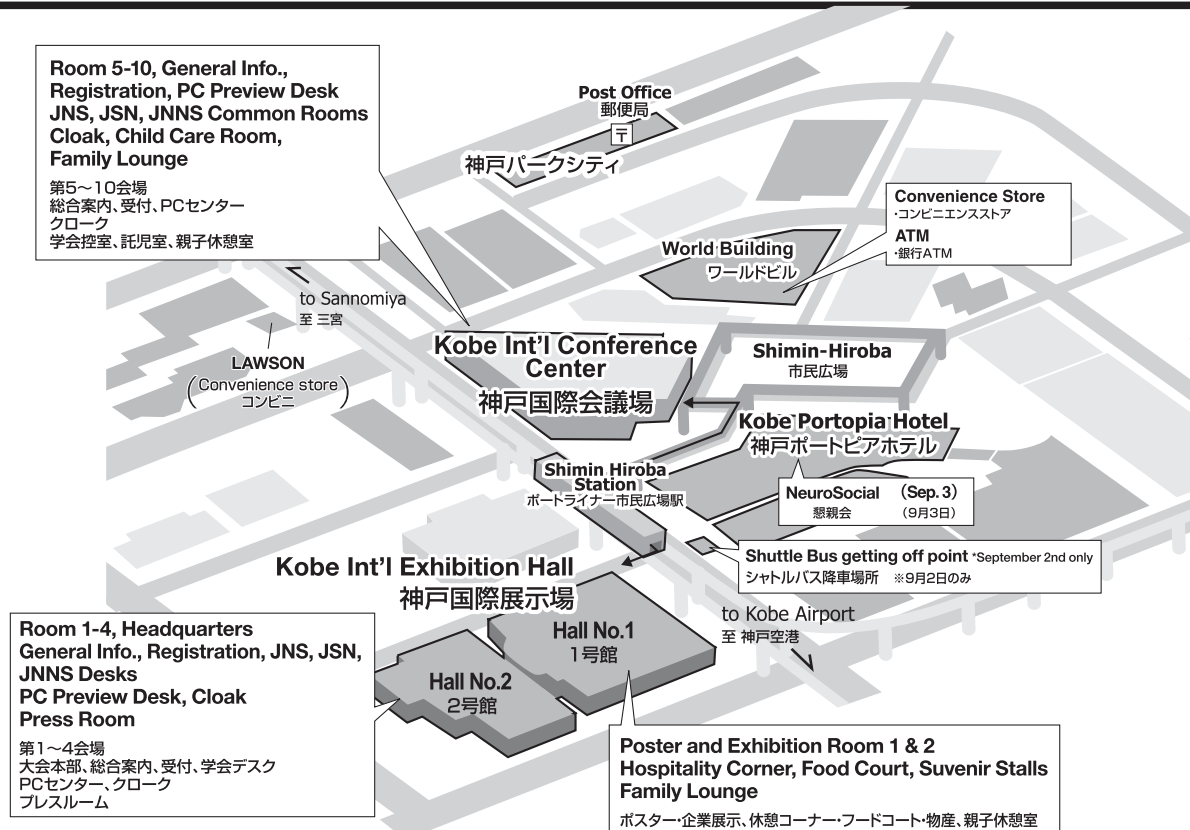 Room 5-10, General Info.,
Registration, PC Preview Desk
JNS, JSN, JNNS Common Rooms
Cloak, Child Care Room,
Family Lounge
第5〜10会場
総合案内、受付、PCセンター
クローク
学会控室、託児室、親子休憩室
Post Office
郵便局
〒
神戸パークシティ
Convenience Store
・コンビニエンスストア
ATM
・銀行ATM
World Building
ワールドビル
to Sannomiya
至 三宮
LAWSON
(Convenience store
コンビニ)
Kobe Int'l Conference
Center
神戸国際会議場
Shimin-Hiroba
市民広場
Kobe Portopia Hotel
神戸ポートピアホテル
NeuroSocial (Sep. 3)
懇親会 (9月3日)
Shimin Hiroba
Station
ポートライナー市民広場駅
Shuttle Bus getting off point *September 2nd only
シャトルバス降車場所 ※9月2日のみ
Kobe Int'l Exhibition Hall
神戸国際展示場
to Kobe Airport
至 神戸空港
Hall No.1
1号館
Hall No.2
2号館
Room 1-4, Headquarters
General Info., Registration, JNS, JSN,
JNNS Desks
PC Preview Desk, Cloak
Press Room
第1〜4会場
大会本部、総合案内、受付、学会デスク
PCセンター、クローク
プレスルーム
Poster and Exhibition Room 1 & 2
Hospitality Corner, Food Court, Suvenir Stalls
Family Lounge
ポスター・企業展示、休憩コーナー・フードコート・物産、親子休憩室